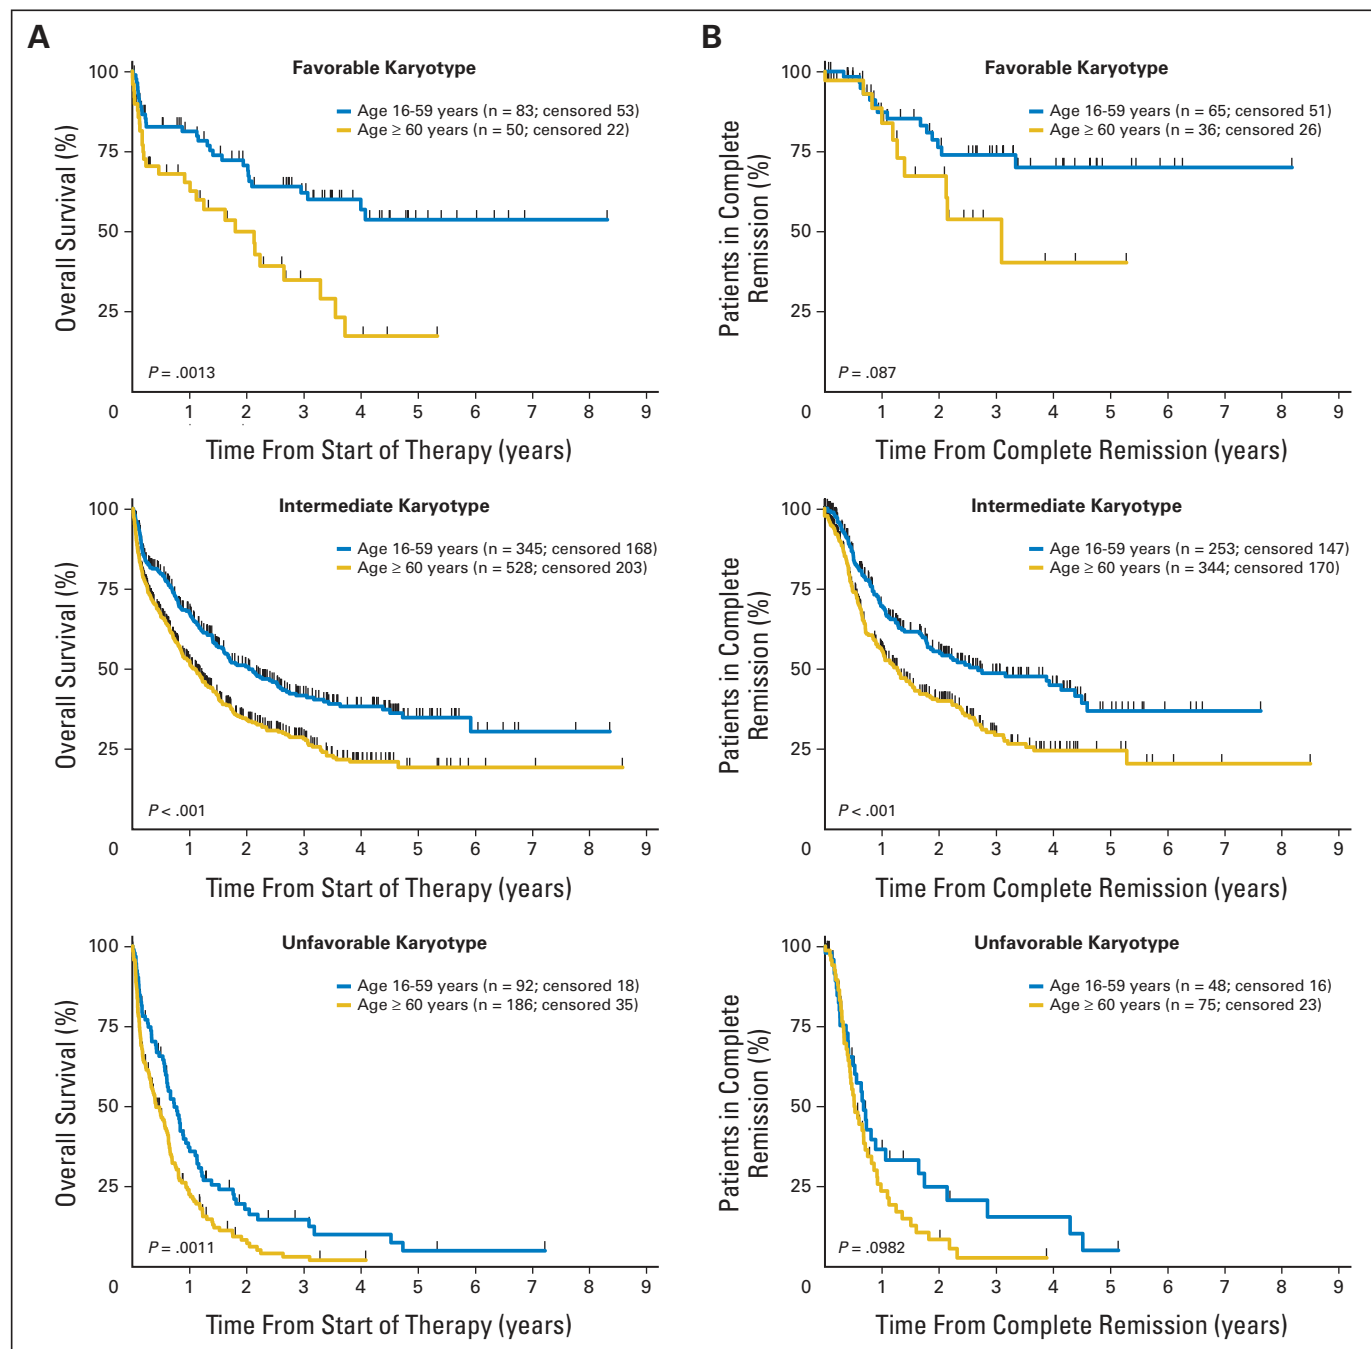 A
Favorable Karyotype
Age 16-59 years (n = 83; censored 53)
Age ≥ 60 years (n = 50; censored 22)
Overall Survival (%)
100
75
50
25
P = .0013
0 1 2 3 4 5 6 7 8 9
Time From Start of Therapy (years)
B
Favorable Karyotype
Age 16-59 years (n = 65; censored 51)
Age ≥ 60 years (n = 36; censored 26)
Patients in Complete
Remission (%)
100
75
50
25
P = .087
0 1 2 3 4 5 6 7 8 9
Time From Complete Remission (years)
Intermediate Karyotype
Age 16-59 years (n = 345; censored 168)
Age ≥ 60 years (n = 528; censored 203)
Overall Survival (%)
100
75
50
25
P < .001
0 1 2 3 4 5 6 7 8 9
Time From Start of Therapy (years)
Intermediate Karyotype
Age 16-59 years (n = 253; censored 147)
Age ≥ 60 years (n = 344; censored 170)
Patients in Complete
Remission (%)
100
75
50
25
P < .001
0 1 2 3 4 5 6 7 8 9
Time From Complete Remission (years)
Unfavorable Karyotype
Age 16-59 years (n = 92; censored 18)
Age ≥ 60 years (n = 186; censored 35)
Overall Survival (%)
100
75
50
25
P = .0011
0 1 2 3 4 5 6 7 8 9
Time From Start of Therapy (years)
Unfavorable Karyotype
Age 16-59 years (n = 48; censored 16)
Age ≥ 60 years (n = 75; censored 23)
Patients in Complete
Remission (%)
100
75
50
25
P = .0982
0 1 2 3 4 5 6 7 8 9
Time From Complete Remission (years)